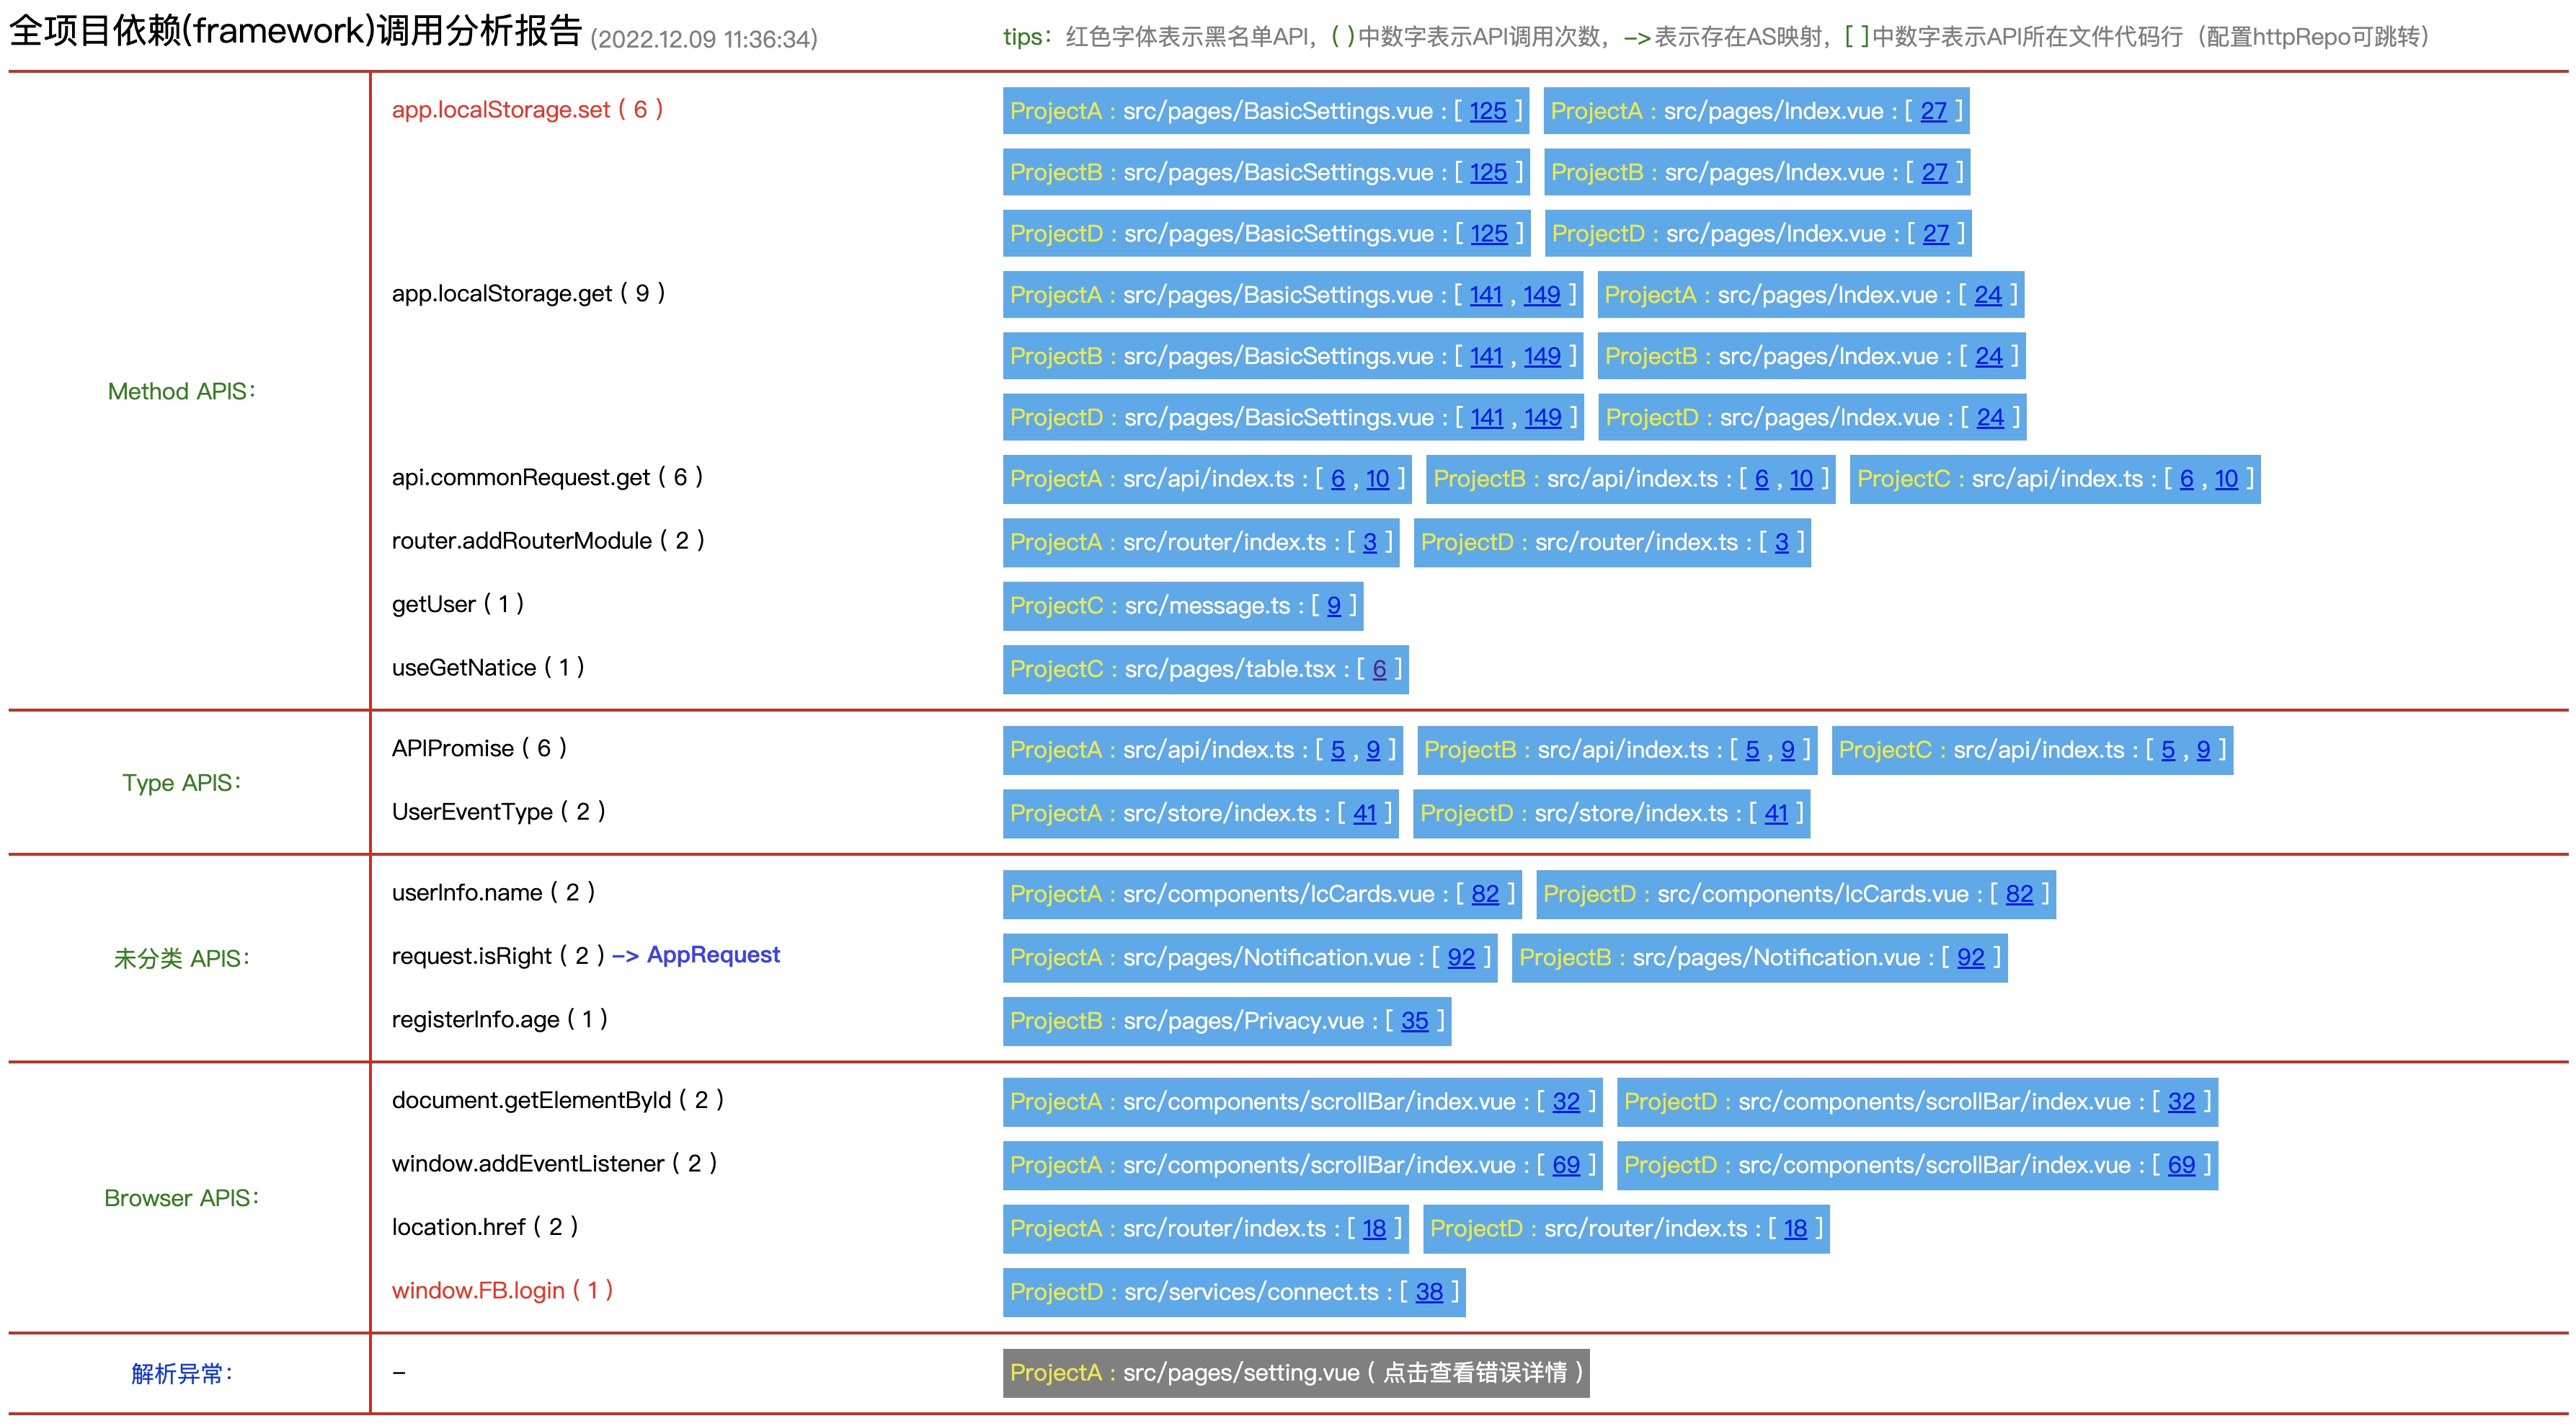 全项目依赖(framework)调用分析报告 (2022.12.09 11:36:34)
tips：红色字体表示黑名单API，( )中数字表示API调用次数，–>表示存在AS映射，[ ]中数字表示API所在文件代码行（配置httpRepo可跳转）
Method APIS：
app.localStorage.set ( 6 )
ProjectA : src/pages/BasicSettings.vue : [ 125 ] ProjectA : src/pages/Index.vue : [ 27 ]
ProjectB : src/pages/BasicSettings.vue : [ 125 ] ProjectB : src/pages/Index.vue : [ 27 ]
ProjectD : src/pages/BasicSettings.vue : [ 125 ] ProjectD : src/pages/Index.vue : [ 27 ]
app.localStorage.get ( 9 )
ProjectA : src/pages/BasicSettings.vue : [ 141 , 149 ] ProjectA : src/pages/Index.vue : [ 24 ]
ProjectB : src/pages/BasicSettings.vue : [ 141 , 149 ] ProjectB : src/pages/Index.vue : [ 24 ]
ProjectD : src/pages/BasicSettings.vue : [ 141 , 149 ] ProjectD : src/pages/Index.vue : [ 24 ]
api.commonRequest.get ( 6 )
ProjectA : src/api/index.ts : [ 6 , 10 ] ProjectB : src/api/index.ts : [ 6 , 10 ] ProjectC : src/api/index.ts : [ 6 , 10 ]
router.addRouterModule ( 2 )
ProjectA : src/router/index.ts : [ 3 ] ProjectD : src/router/index.ts : [ 3 ]
getUser ( 1 )
ProjectC : src/message.ts : [ 9 ]
useGetNatice ( 1 )
ProjectC : src/pages/table.tsx : [ 6 ]
Type APIS：
APIPromise ( 6 )
ProjectA : src/api/index.ts : [ 5 , 9 ] ProjectB : src/api/index.ts : [ 5 , 9 ] ProjectC : src/api/index.ts : [ 5 , 9 ]
UserEventType ( 2 )
ProjectA : src/store/index.ts : [ 41 ] ProjectD : src/store/index.ts : [ 41 ]
未分类 APIS：
userInfo.name ( 2 )
ProjectA : src/components/IcCards.vue : [ 82 ] ProjectD : src/components/IcCards.vue : [ 82 ]
request.isRight ( 2 ) –> AppRequest
ProjectA : src/pages/Notification.vue : [ 92 ] ProjectB : src/pages/Notification.vue : [ 92 ]
registerInfo.age ( 1 )
ProjectB : src/pages/Privacy.vue : [ 35 ]
Browser APIS：
document.getElementById ( 2 )
ProjectA : src/components/scrollBar/index.vue : [ 32 ] ProjectD : src/components/scrollBar/index.vue : [ 32 ]
window.addEventListener ( 2 )
ProjectA : src/components/scrollBar/index.vue : [ 69 ] ProjectD : src/components/scrollBar/index.vue : [ 69 ]
location.href ( 2 )
ProjectA : src/router/index.ts : [ 18 ] ProjectD : src/router/index.ts : [ 18 ]
window.FB.login ( 1 )
ProjectD : src/services/connect.ts : [ 38 ]
解析异常：
–
ProjectA : src/pages/setting.vue ( 点击查看错误详情 )